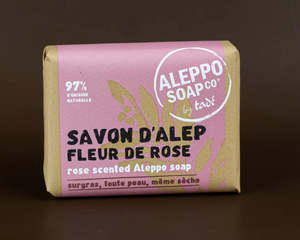 97%
D'ORIGINE
NATURELLE
ALEPPO
SOAP CO
by tadé
SAVON D'ALEP
FLEUR DE ROSE
rose scented Aleppo soap
surgras, toute peau, même sèche